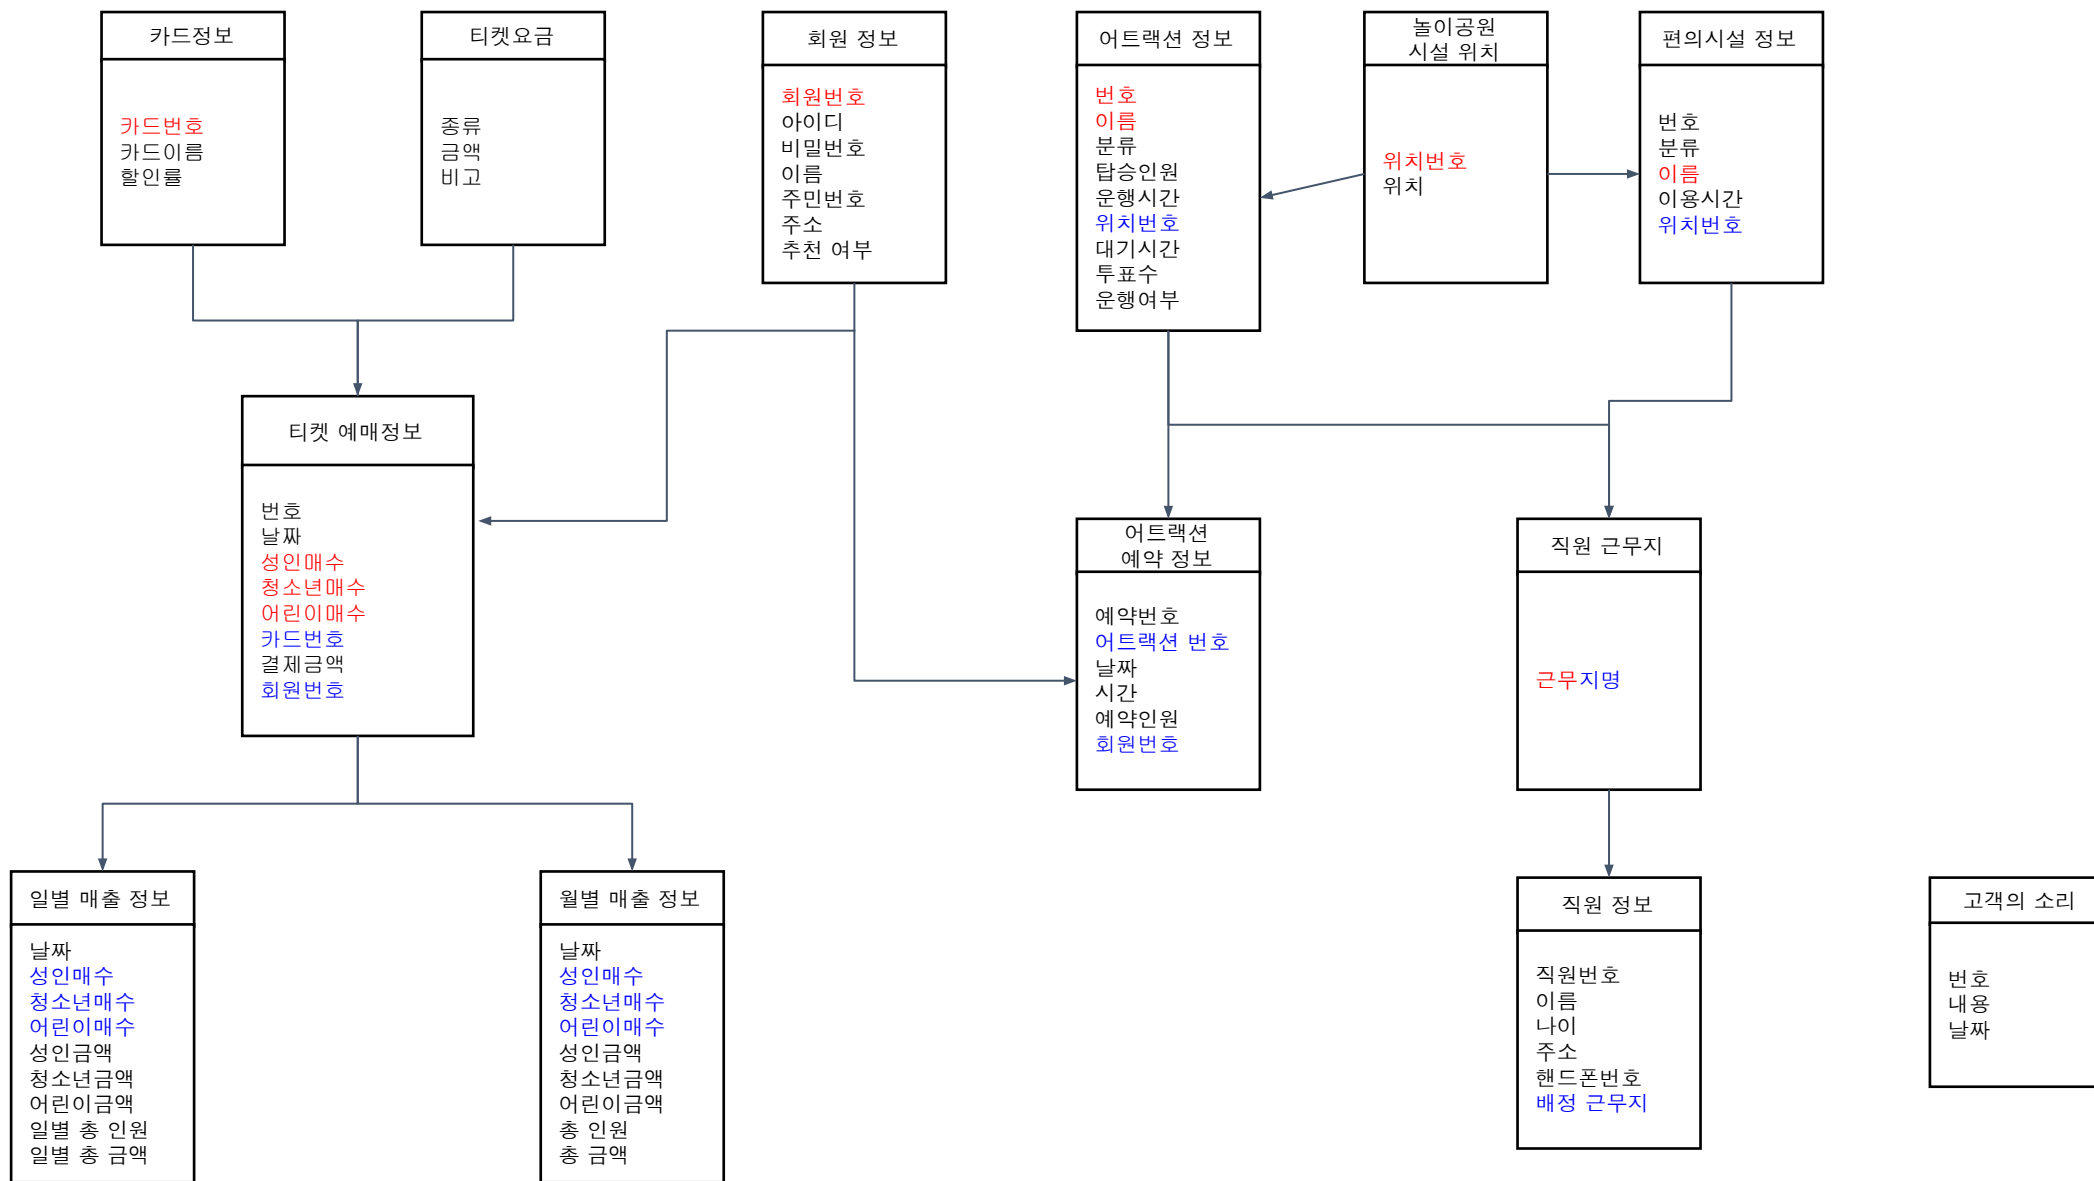 카드정보
카드번호
카드이름
할인률
티켓요금
종류
금액
비고
회원 정보
회원번호
아이디
비밀번호
이름
주민번호
주소
추천 여부
어트랙션 정보
번호
이름
분류
탑승인원
운행시간
위치번호
대기시간
투표수
운행여부
놀이공원
시설 위치
위치번호
위치
편의시설 정보
번호
분류
이름
이용시간
위치번호
티켓 예매정보
번호
날짜
성인매수
청소년매수
어린이매수
카드번호
결제금액
회원번호
어트랙션
예약 정보
예약번호
어트랙션 번호
날짜
시간
예약인원
회원번호
직원 근무지
근무지명
일별 매출 정보
날짜
성인매수
청소년매수
어린이매수
성인금액
청소년금액
어린이금액
일별 총 인원
일별 총 금액
월별 매출 정보
날짜
성인매수
청소년매수
어린이매수
성인금액
청소년금액
어린이금액
총 인원
총 금액
직원 정보
직원번호
이름
나이
주소
핸드폰번호
배정 근무지
고객의 소리
번호
내용
날짜